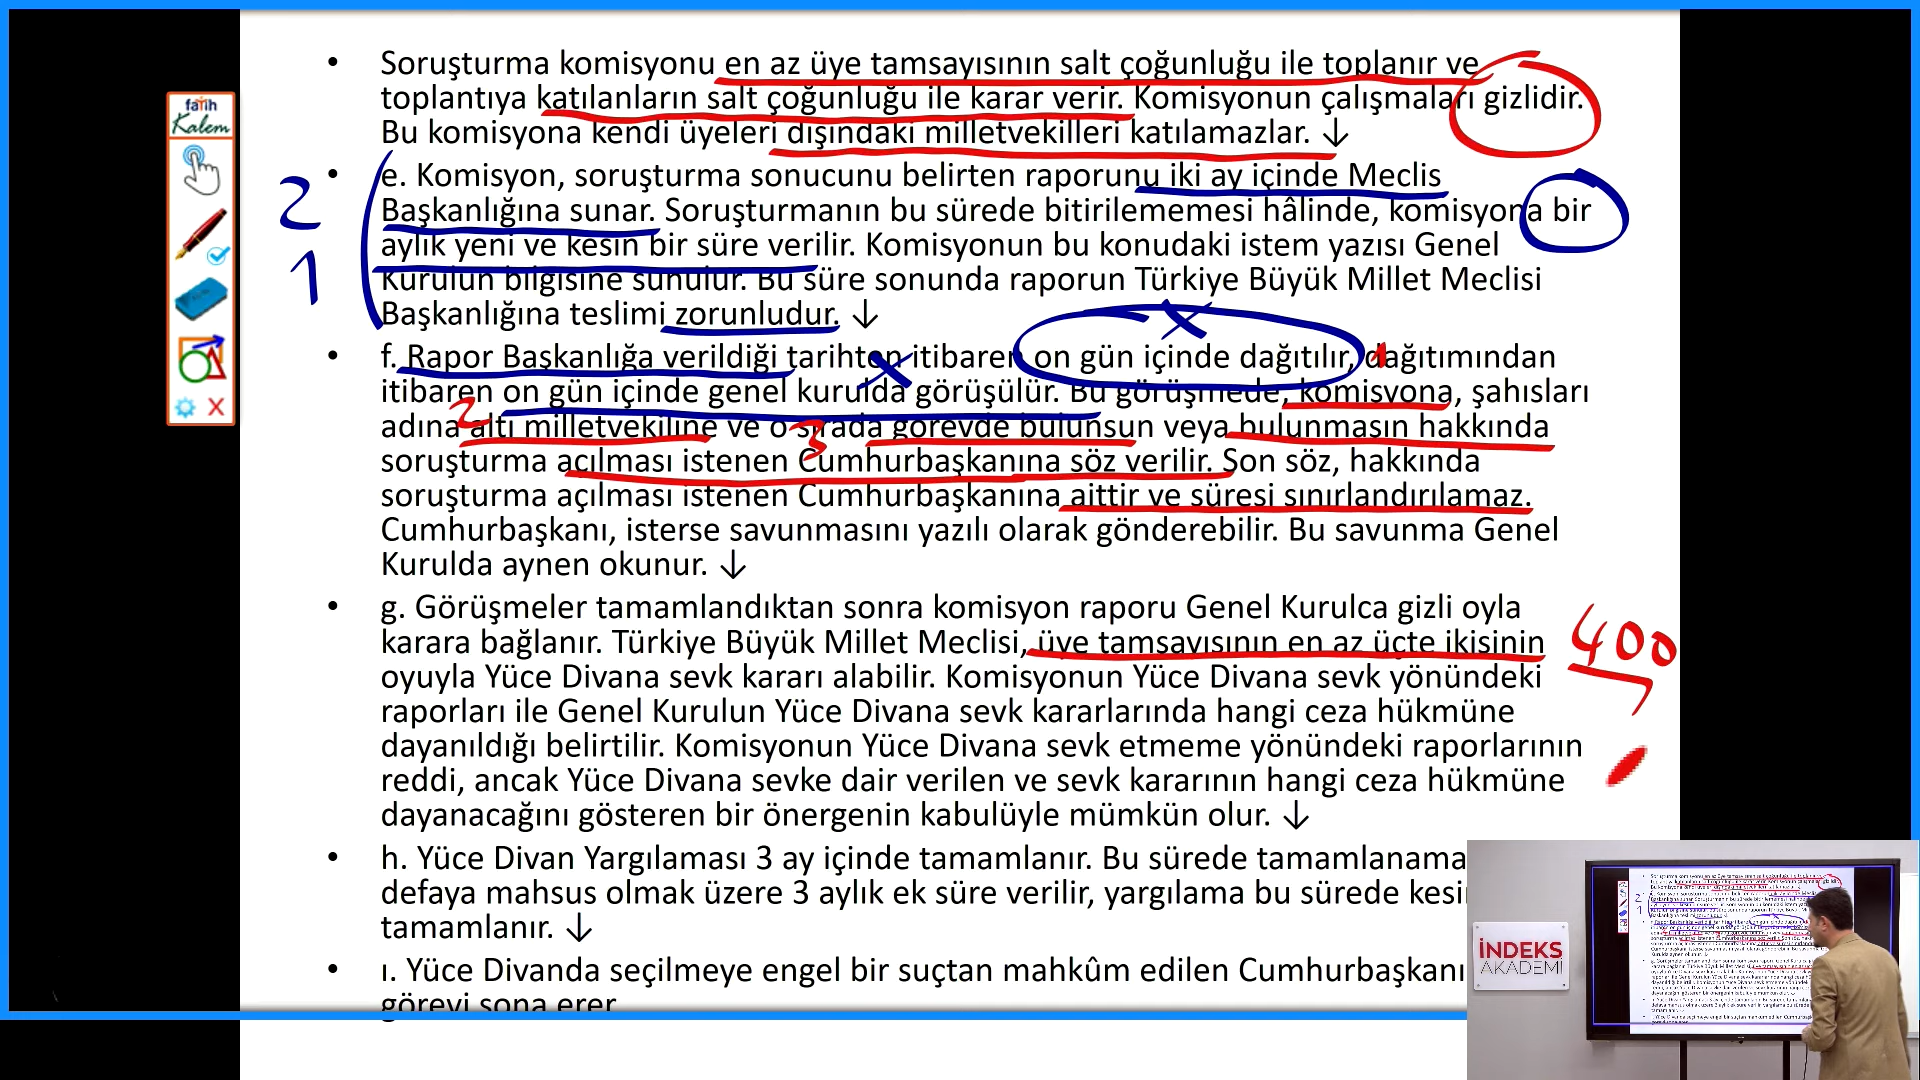 • Soruşturma komisyonu en az üye tamsayısının salt çoğunluğu ile toplanır ve
toplantıya katılanların salt çoğunluğu ile karar verir. Komisyonun çalışmaları gizlidir.
Bu komisyona kendi üyeleri dışındaki milletvekilleri katılamazlar. ↓
• e. Komisyon, soruşturma sonucunu belirten raporunu iki ay içinde Meclis
Başkanlığına sunar. Soruşturmanın bu sürede bitirilememesi hâlinde, komisyona bir
aylık yeni ve kesin bir süre verilir. Komisyonun bu konudaki istem yazısı Genel
Kurulun bilgisine sunulur. Bu süre sonunda raporun Türkiye Büyük Millet Meclisi
Başkanlığına teslimi zorunludur. ↓
• f. Rapor Başkanlığa verildiği tarihten itibaren on gün içinde dağıtılır, dağıtımından
itibaren on gün içinde genel kurulda görüşülür. Bu görüşmede, komisyona, şahısları
adına altı milletvekiline ve o sırada görevde bulunsun veya bulunmasın hakkında
soruşturma açılması istenen Cumhurbaşkanına söz verilir. Son söz, hakkında
soruşturma açılması istenen Cumhurbaşkanına aittir ve süresi sınırlandırılamaz.
Cumhurbaşkanı, isterse savunmasını yazılı olarak gönderebilir. Bu savunma Genel
Kurulda aynen okunur. ↓
• g. Görüşmeler tamamlandıktan sonra komisyon raporu Genel Kurulca gizli oyla
karara bağlanır. Türkiye Büyük Millet Meclisi, üye tamsayısının en az üçte ikisinin
oyuyla Yüce Divana sevk kararı alabilir. Komisyonun Yüce Divana sevk yönündeki
raporları ile Genel Kurulun Yüce Divana sevk kararlarında hangi ceza hükmüne
dayanıldığı belirtilir. Komisyonun Yüce Divana sevk etmeme yönündeki raporlarının
reddi, ancak Yüce Divana sevke dair verilen ve sevk kararının hangi ceza hükmüne
dayanacağını gösteren bir önergenin kabulüyle mümkün olur. ↓
• h. Yüce Divan Yargılaması 3 ay içinde tamamlanır. Bu sürede tamamlanama
defaya mahsus olmak üzere 3 aylık ek süre verilir, yargılama bu sürede kesi
tamamlanır. ↓
• ı. Yüce Divanda seçilmeye engel bir suçtan mahkûm edilen Cumhurbaşkanı
görevi sona erer
fatih
Kalem
2
1
1
2
3
400
İNDEKS
AKADEMİ